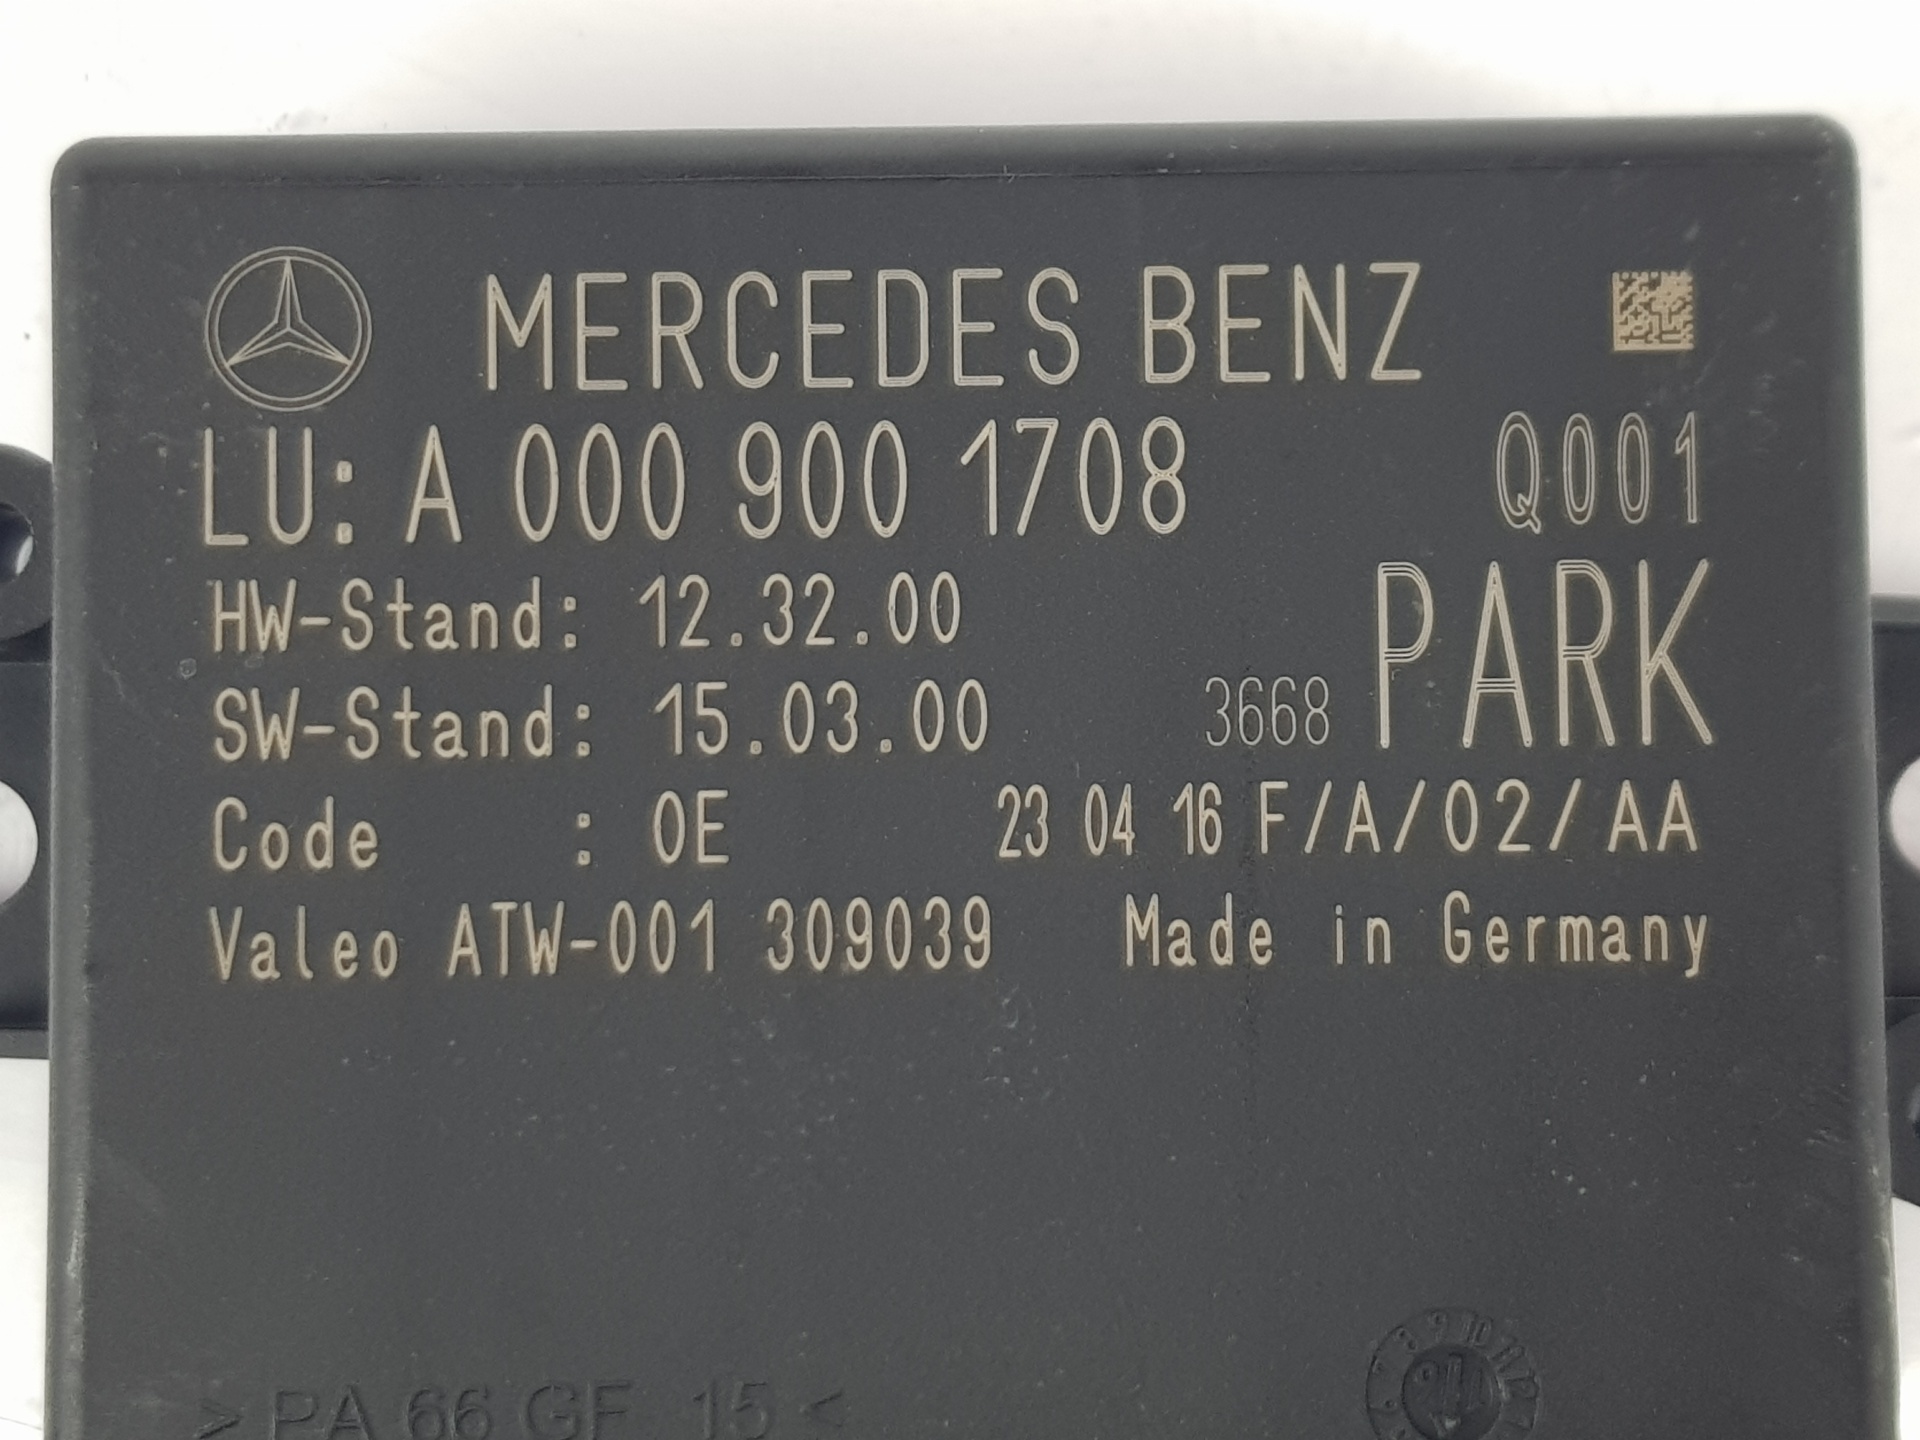 MERCEDES BENZ
LU: A 000 900 1708 Q001
HW-Stand: 12.32.00
SW-Stand: 15.03.00 3668 PARK
Code : 0E 23 04 16 F/A/02/AA
Valeo ATW-001 309039 Made in Germany
>PA 66 GF 15<